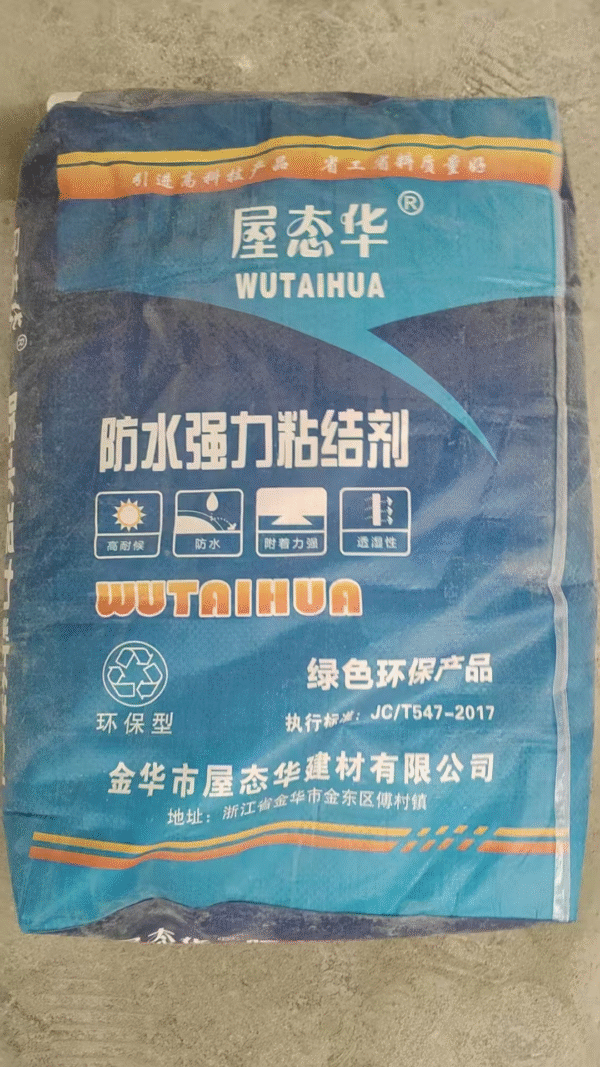 引进高科技产品 省工省料质量好
屋态华®
WUTAIHUA
防水强力粘结剂
高耐候 防水 附着力强 透湿性
WUTAIHUA
绿色环保产品
环保型
执行标准：JC/T547-2017
金华市屋态华建材有限公司
地址：浙江省金华市金东区傅村镇